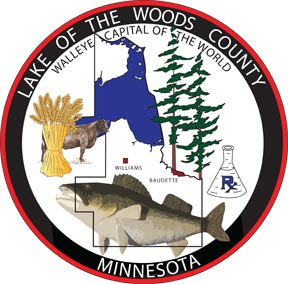 LAKE OF THE WOODS COUNTY
WALLEYE CAPITAL OF THE WORLD
WILLIAMS
BAUDETTE
Rx
MINNESOTA